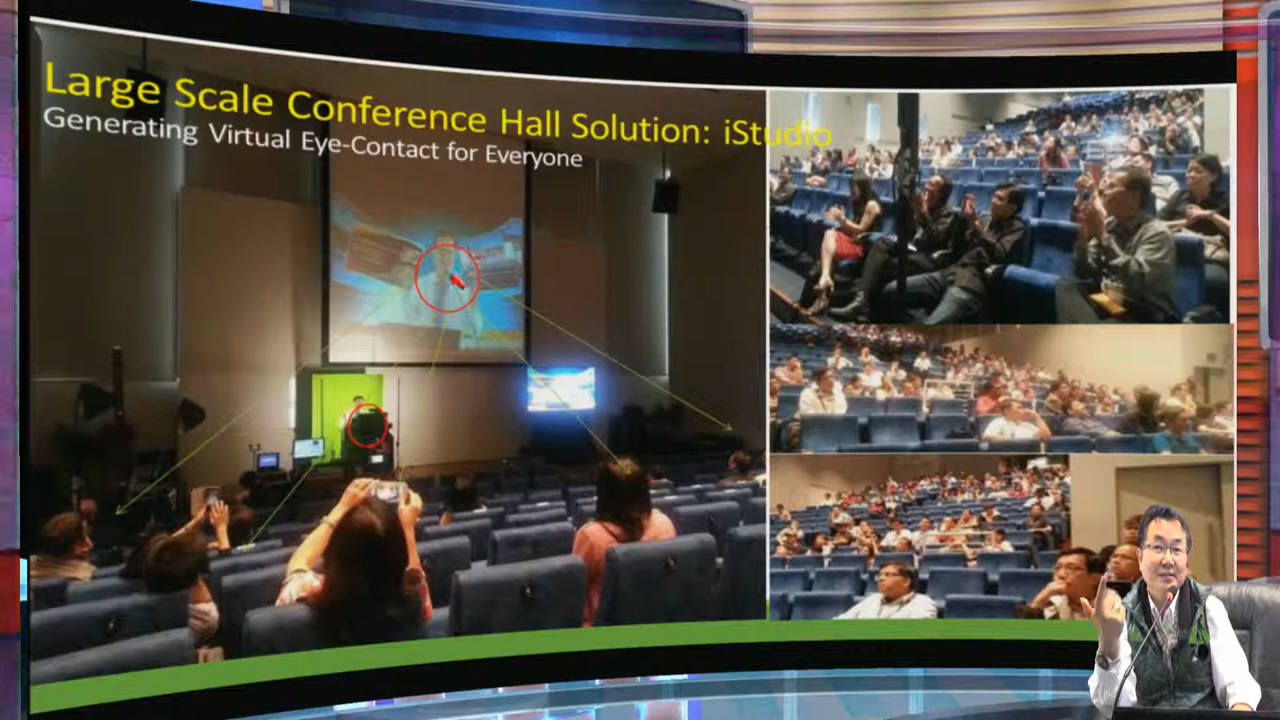 Large Scale Conference Hall Solution: iStudio
Generating Virtual Eye-Contact for Everyone